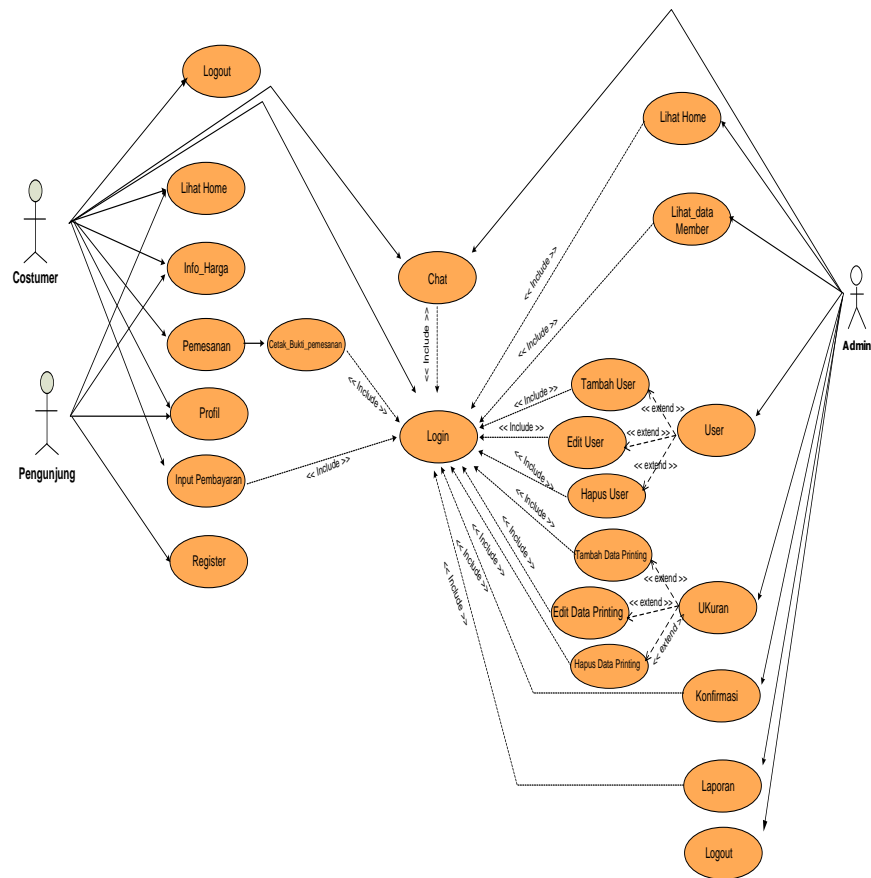 Logout
Lihat Home
Lihat Home
Lihat_data
Member
Costumer
Info_Harga
Chat
Admin
<< Include >>
<< Include >>
<< Include >>
Pemesanan
Cetak_Bukti_pemesanan
<< Include >>
Pengunjung
Profil
Login
<< Include >>
Tambah User
<< extend >>
<< Include >>
Edit User
<< extend >>
User
<< Include >>
Hapus User
<< extend >>
Input Pembayaran
<< Include >>
Register
<< Include >>
Tambah Data Printing
<< extend >>
<< Include >>
Edit Data Printing
<< extend >>
UKuran
<< Include >>
Hapus Data Printing
<< extend >>
<< Include >>
Konfirmasi
<< Include >>
Laporan
Logout